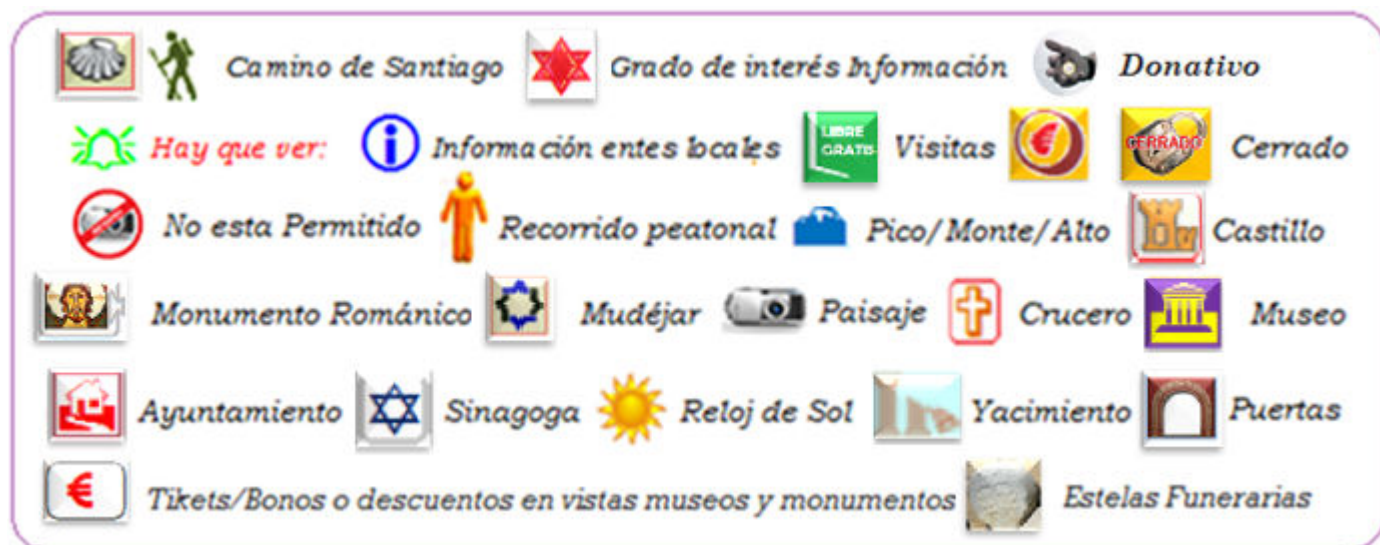 Camino de Santiago Grado de interés Información Donativo
Hay que ver: Información entes locales LIBRE GRATIS Visitas € CERRADO Cerrado
No esta Permitido Recorrido peatonal Pico/Monte/Alto Castillo
Monumento Románico Mudéjar Paisaje Crucero Museo
Ayuntamiento Sinagoga Reloj de Sol Yacimiento Puertas
€ Tikets/Bonos o descuentos en vistas museos y monumentos Estelas Funerarias